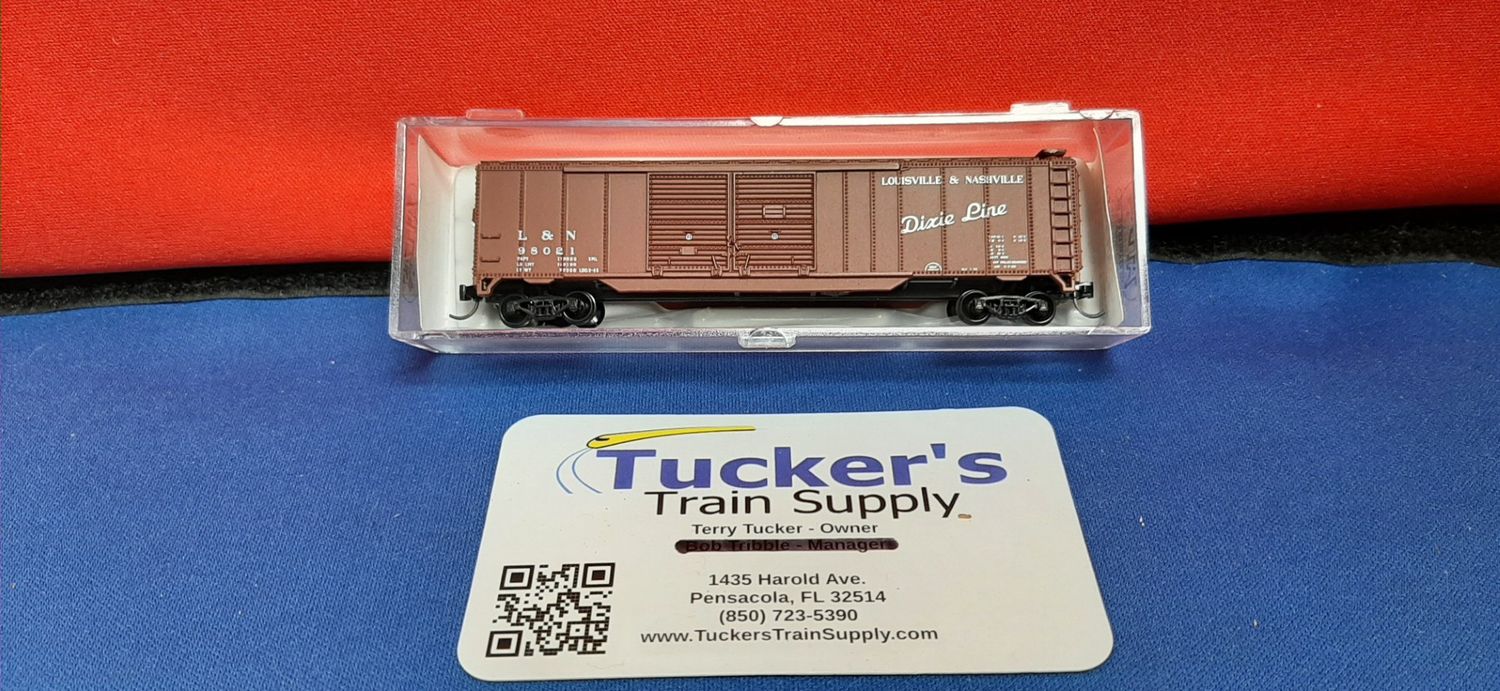 LOUISVILLE & NASHVILLE
Dixie Line
L & N
98021
Tucker's
Train Supply
Terry Tucker - Owner
Bob Tribble - Manager
1435 Harold Ave.
Pensacola, FL 32514
(850) 723-5390
www.TuckersTrainSupply.com